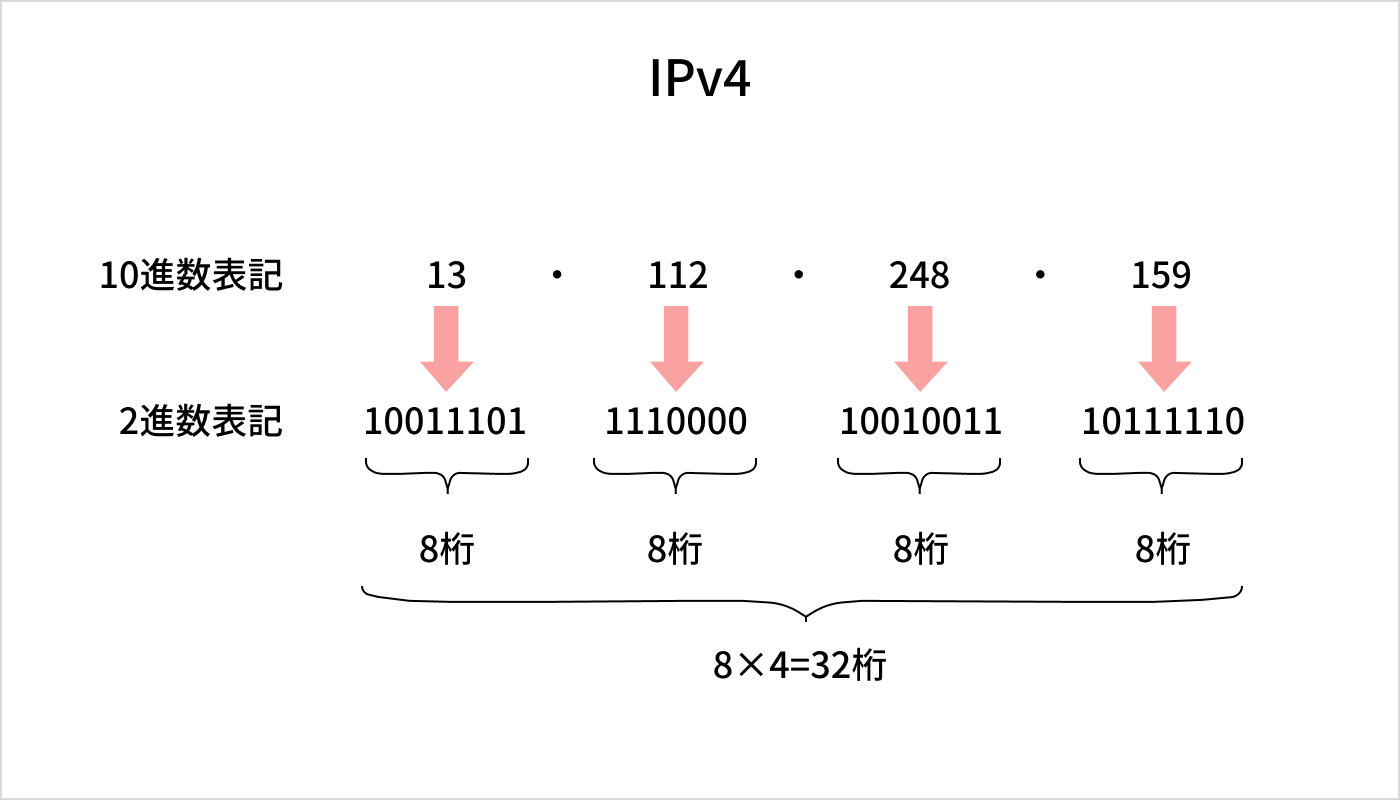 IPv4
10進数表記 13 ・ 112 ・ 248 ・ 159
2進数表記 10011101 1110000 10010011 10111110
8桁 8桁 8桁 8桁
8×4=32桁